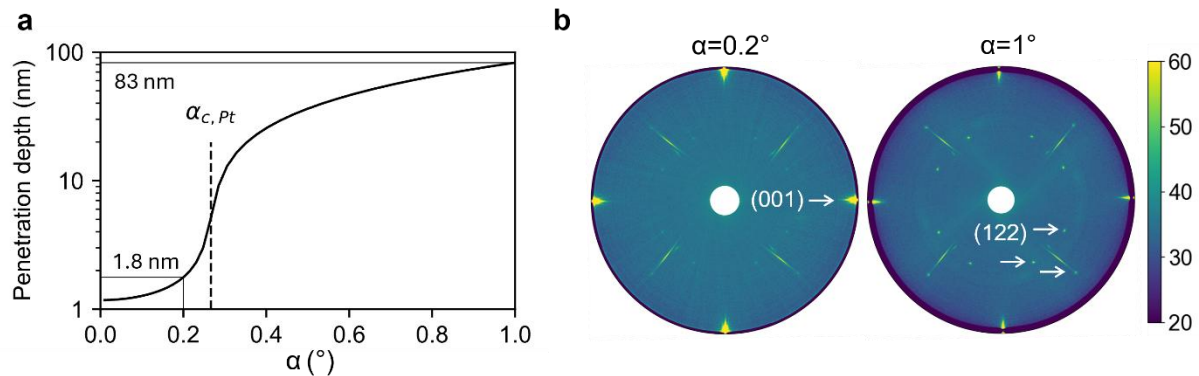 a
100
10
1
Penetration depth (nm)
83 nm
1.8 nm
α_{c, Pt}
0.0 0.2 0.4 0.6 0.8 1.0
α (°)
b
α=0.2°
α=1°
(001)
(122)
60
50
40
30
20